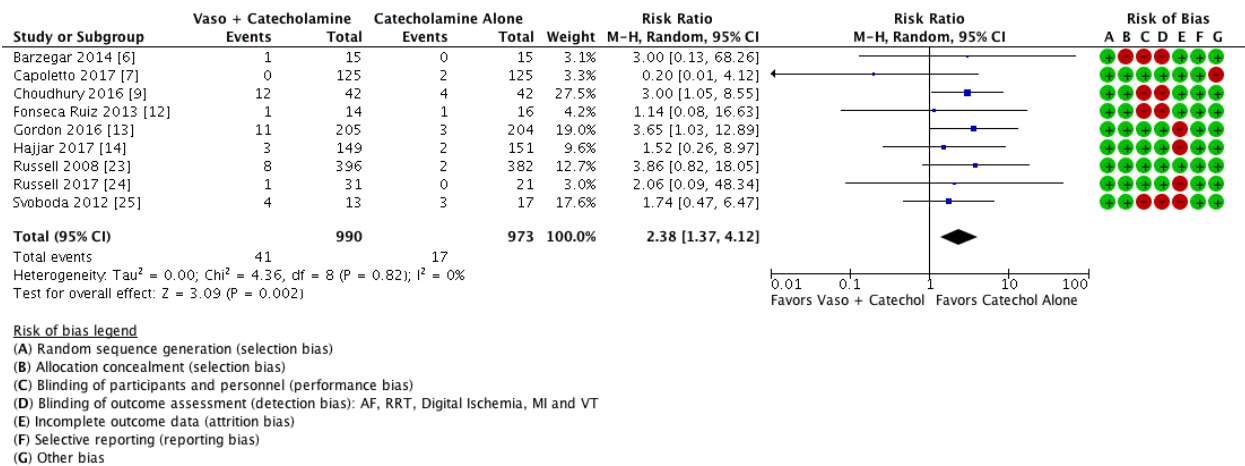 Vaso + Catecholamine Catecholamine Alone Risk Ratio Risk Ratio Risk of Bias
Study or Subgroup Events Total Events Total Weight M-H, Random, 95% CI M-H, Random, 95% CI A B C D E F G
Barzegar 2014 [6] 1 15 0 15 3.1% 3.00 [0.13, 68.26] + - - - + + +
Capoletto 2017 [7] 0 125 2 125 3.3% 0.20 [0.01, 4.12] + + + + + + -
Choudhury 2016 [9] 12 42 4 42 27.5% 3.00 [1.05, 8.55] + + - - + + +
Fonseca Ruiz 2013 [12] 1 14 1 16 4.2% 1.14 [0.08, 16.63] + + - - + + +
Gordon 2016 [13] 11 205 3 204 19.0% 3.65 [1.03, 12.89] + + + + - + +
Hajjar 2017 [14] 3 149 2 151 9.6% 1.52 [0.26, 8.97] + + + + - + +
Russell 2008 [23] 8 396 2 382 12.7% 3.86 [0.82, 18.05] + + + + + + +
Russell 2017 [24] 1 31 0 21 3.0% 2.06 [0.09, 48.34] + + + + - + +
Svoboda 2012 [25] 4 13 3 17 17.6% 1.74 [0.47, 6.47] + + - - - + +
Total (95% CI) 990 973 100.0% 2.38 [1.37, 4.12]
Total events 41 17
Heterogeneity: Tau² = 0.00; Chi² = 4.36, df = 8 (P = 0.82); I² = 0%
Test for overall effect: Z = 3.09 (P = 0.002)
0.01 0.1 1 10 100
Favors Vaso + Catechol Favors Catechol Alone
Risk of bias legend
(A) Random sequence generation (selection bias)
(B) Allocation concealment (selection bias)
(C) Blinding of participants and personnel (performance bias)
(D) Blinding of outcome assessment (detection bias): AF, RRT, Digital Ischemia, MI and VT
(E) Incomplete outcome data (attrition bias)
(F) Selective reporting (reporting bias)
(G) Other bias